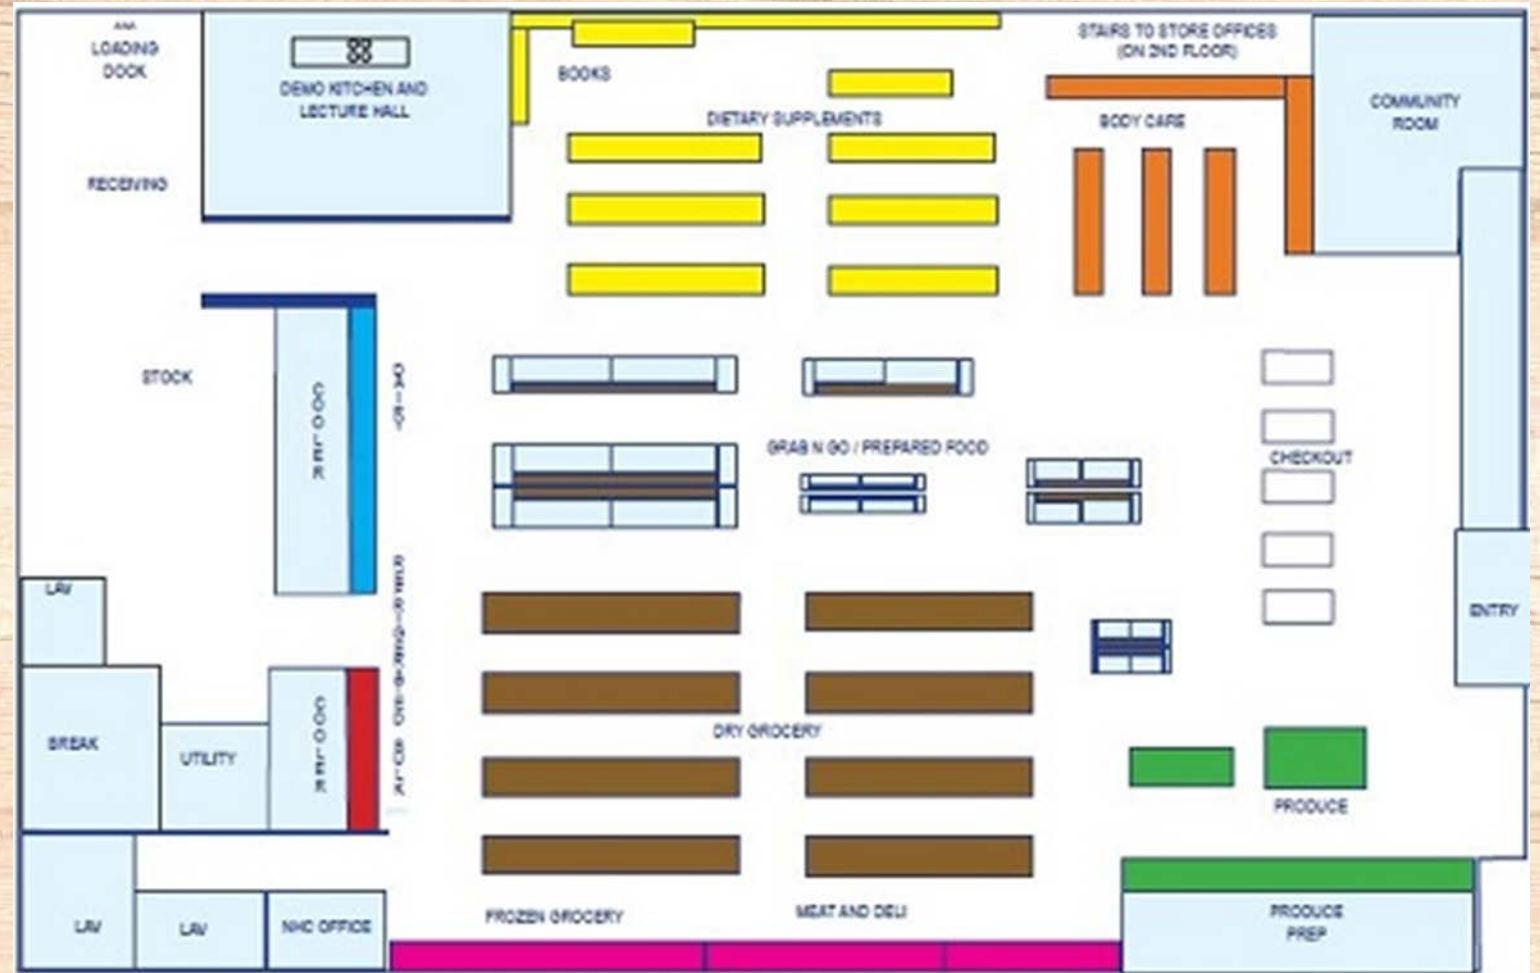 LOADING
DOCK
DEMO KITCHEN AND
LECTURE HALL
RECEIVING
BOOKS
DIETARY SUPPLEMENTS
STAIRS TO STORE OFFICES
(ON 2ND FLOOR)
BODY CARE
COMMUNITY
ROOM
STOCK
COOLER
GRAB N GO / PREPARED FOOD
CHECKOUT
ENTRY
LAV
BREAK
UTILITY
COOLER
DRY GROCERY
PRODUCE
FROZEN GROCERY
MEAT AND DELI
PRODUCE
PREP
LAV
LAV
NHC OFFICE